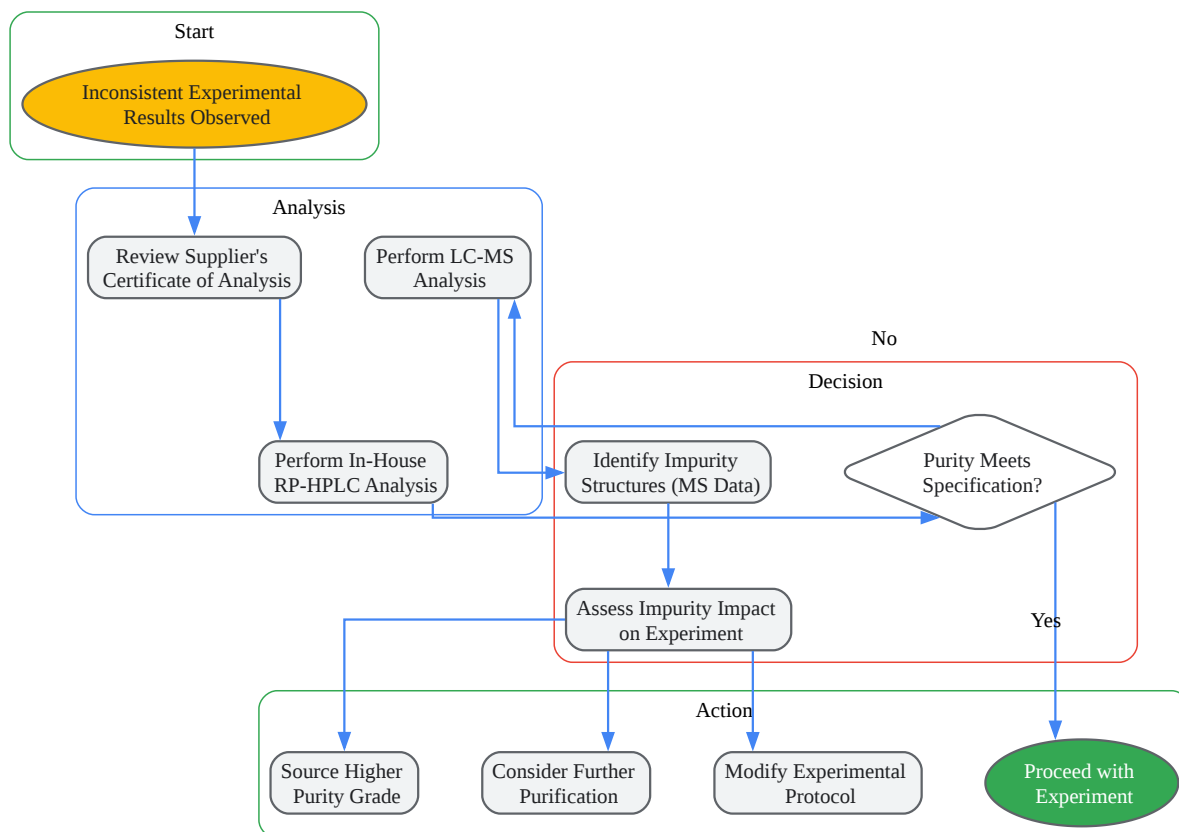 Start
Inconsistent Experimental
Results Observed
Analysis
Review Supplier's
Certificate of Analysis
Perform LC-MS
Analysis
No
Decision
Perform In-House
RP-HPLC Analysis
Identify Impurity
Structures (MS Data)
Purity Meets
Specification?
Assess Impurity Impact
on Experiment
Yes
Action
Source Higher
Purity Grade
Consider Further
Purification
Modify Experimental
Protocol
Proceed with
Experiment